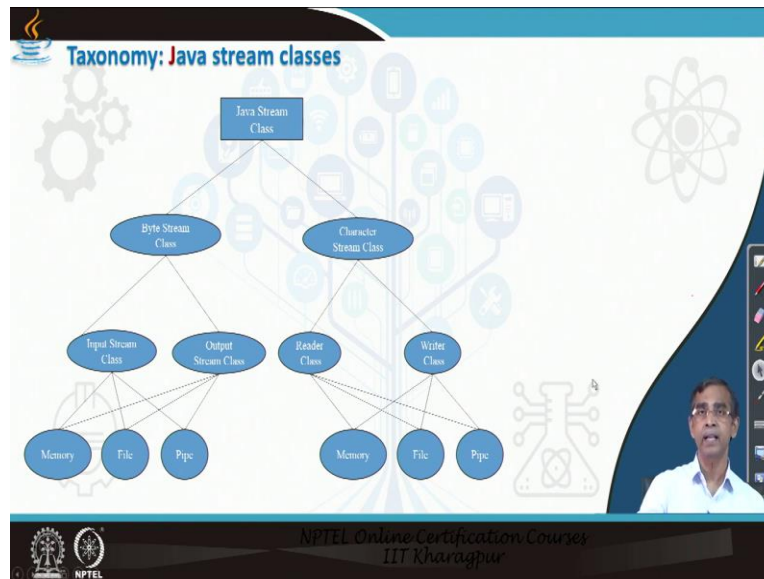 Taxonomy: Java stream classes
Java Stream
Class
Byte Stream
Class
Character
Stream Class
Input Stream
Class
Output
Stream Class
Reader
Class
Writer
Class
Memory
File
Pipe
Memory
File
Pipe
NPTEL
NPTEL Online Certification Courses
IIT Kharagpur